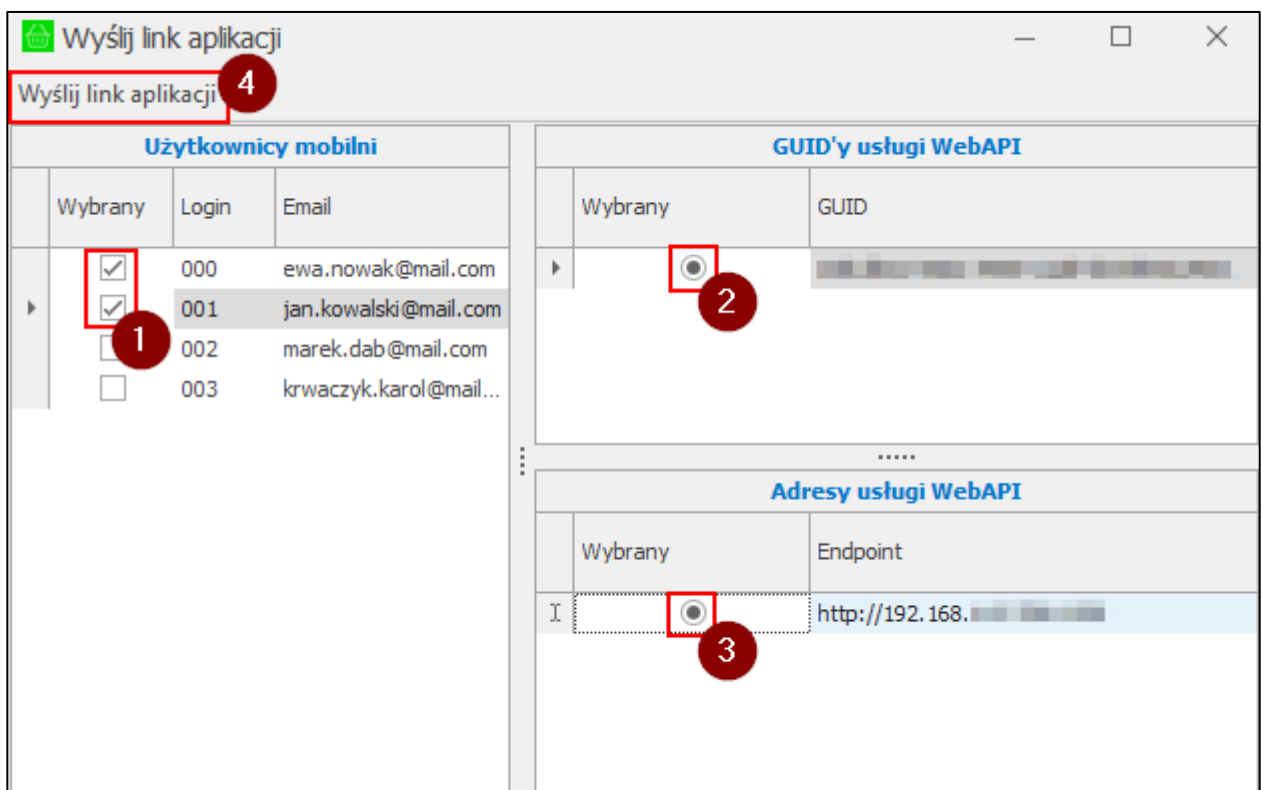 Wyślij link aplikacji
Wyślij link aplikacji
4
Użytkownicy mobilni
Wybrany Login Email
000 ewa.nowak@mail.com
001 jan.kowalski@mail.com
1
002 marek.dab@mail.com
003 krwaczyk.karol@mail...
GUID'y usługi WebAPI
Wybrany GUID
2
Adresy usługi WebAPI
Wybrany Endpoint
http://192.168.
3